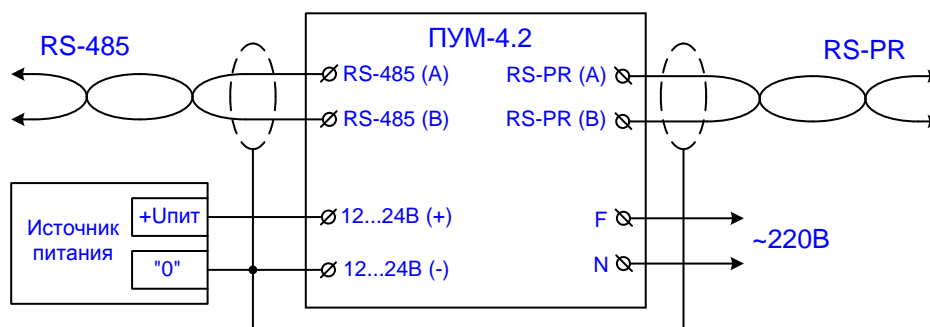 RS-485
ПУМ-4.2
RS-PR
RS-485 (A)
RS-PR (A)
RS-485 (B)
RS-PR (B)
Источник
питания
+Uпит
"0"
12...24В (+)
12...24В (-)
F
N
~220В